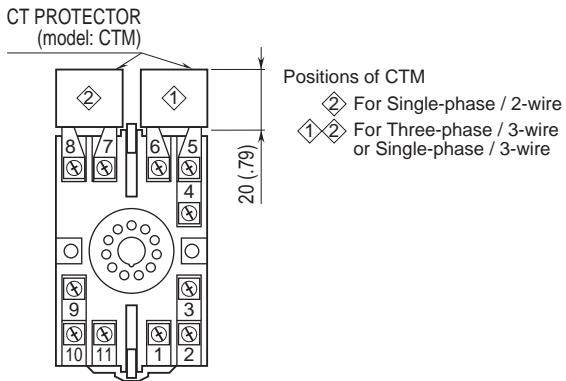 CT PROTECTOR
(model: CTM)
2
1
Positions of CTM
2 For Single-phase / 2-wire
1 2 For Three-phase / 3-wire
or Single-phase / 3-wire
20 (.79)
8 7 6 5
4
9 3
10 11 1 2